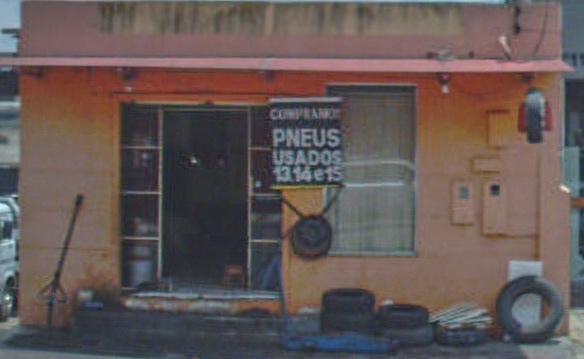 COMPRAMOS
PNEUS
USADOS
13,14 e 15